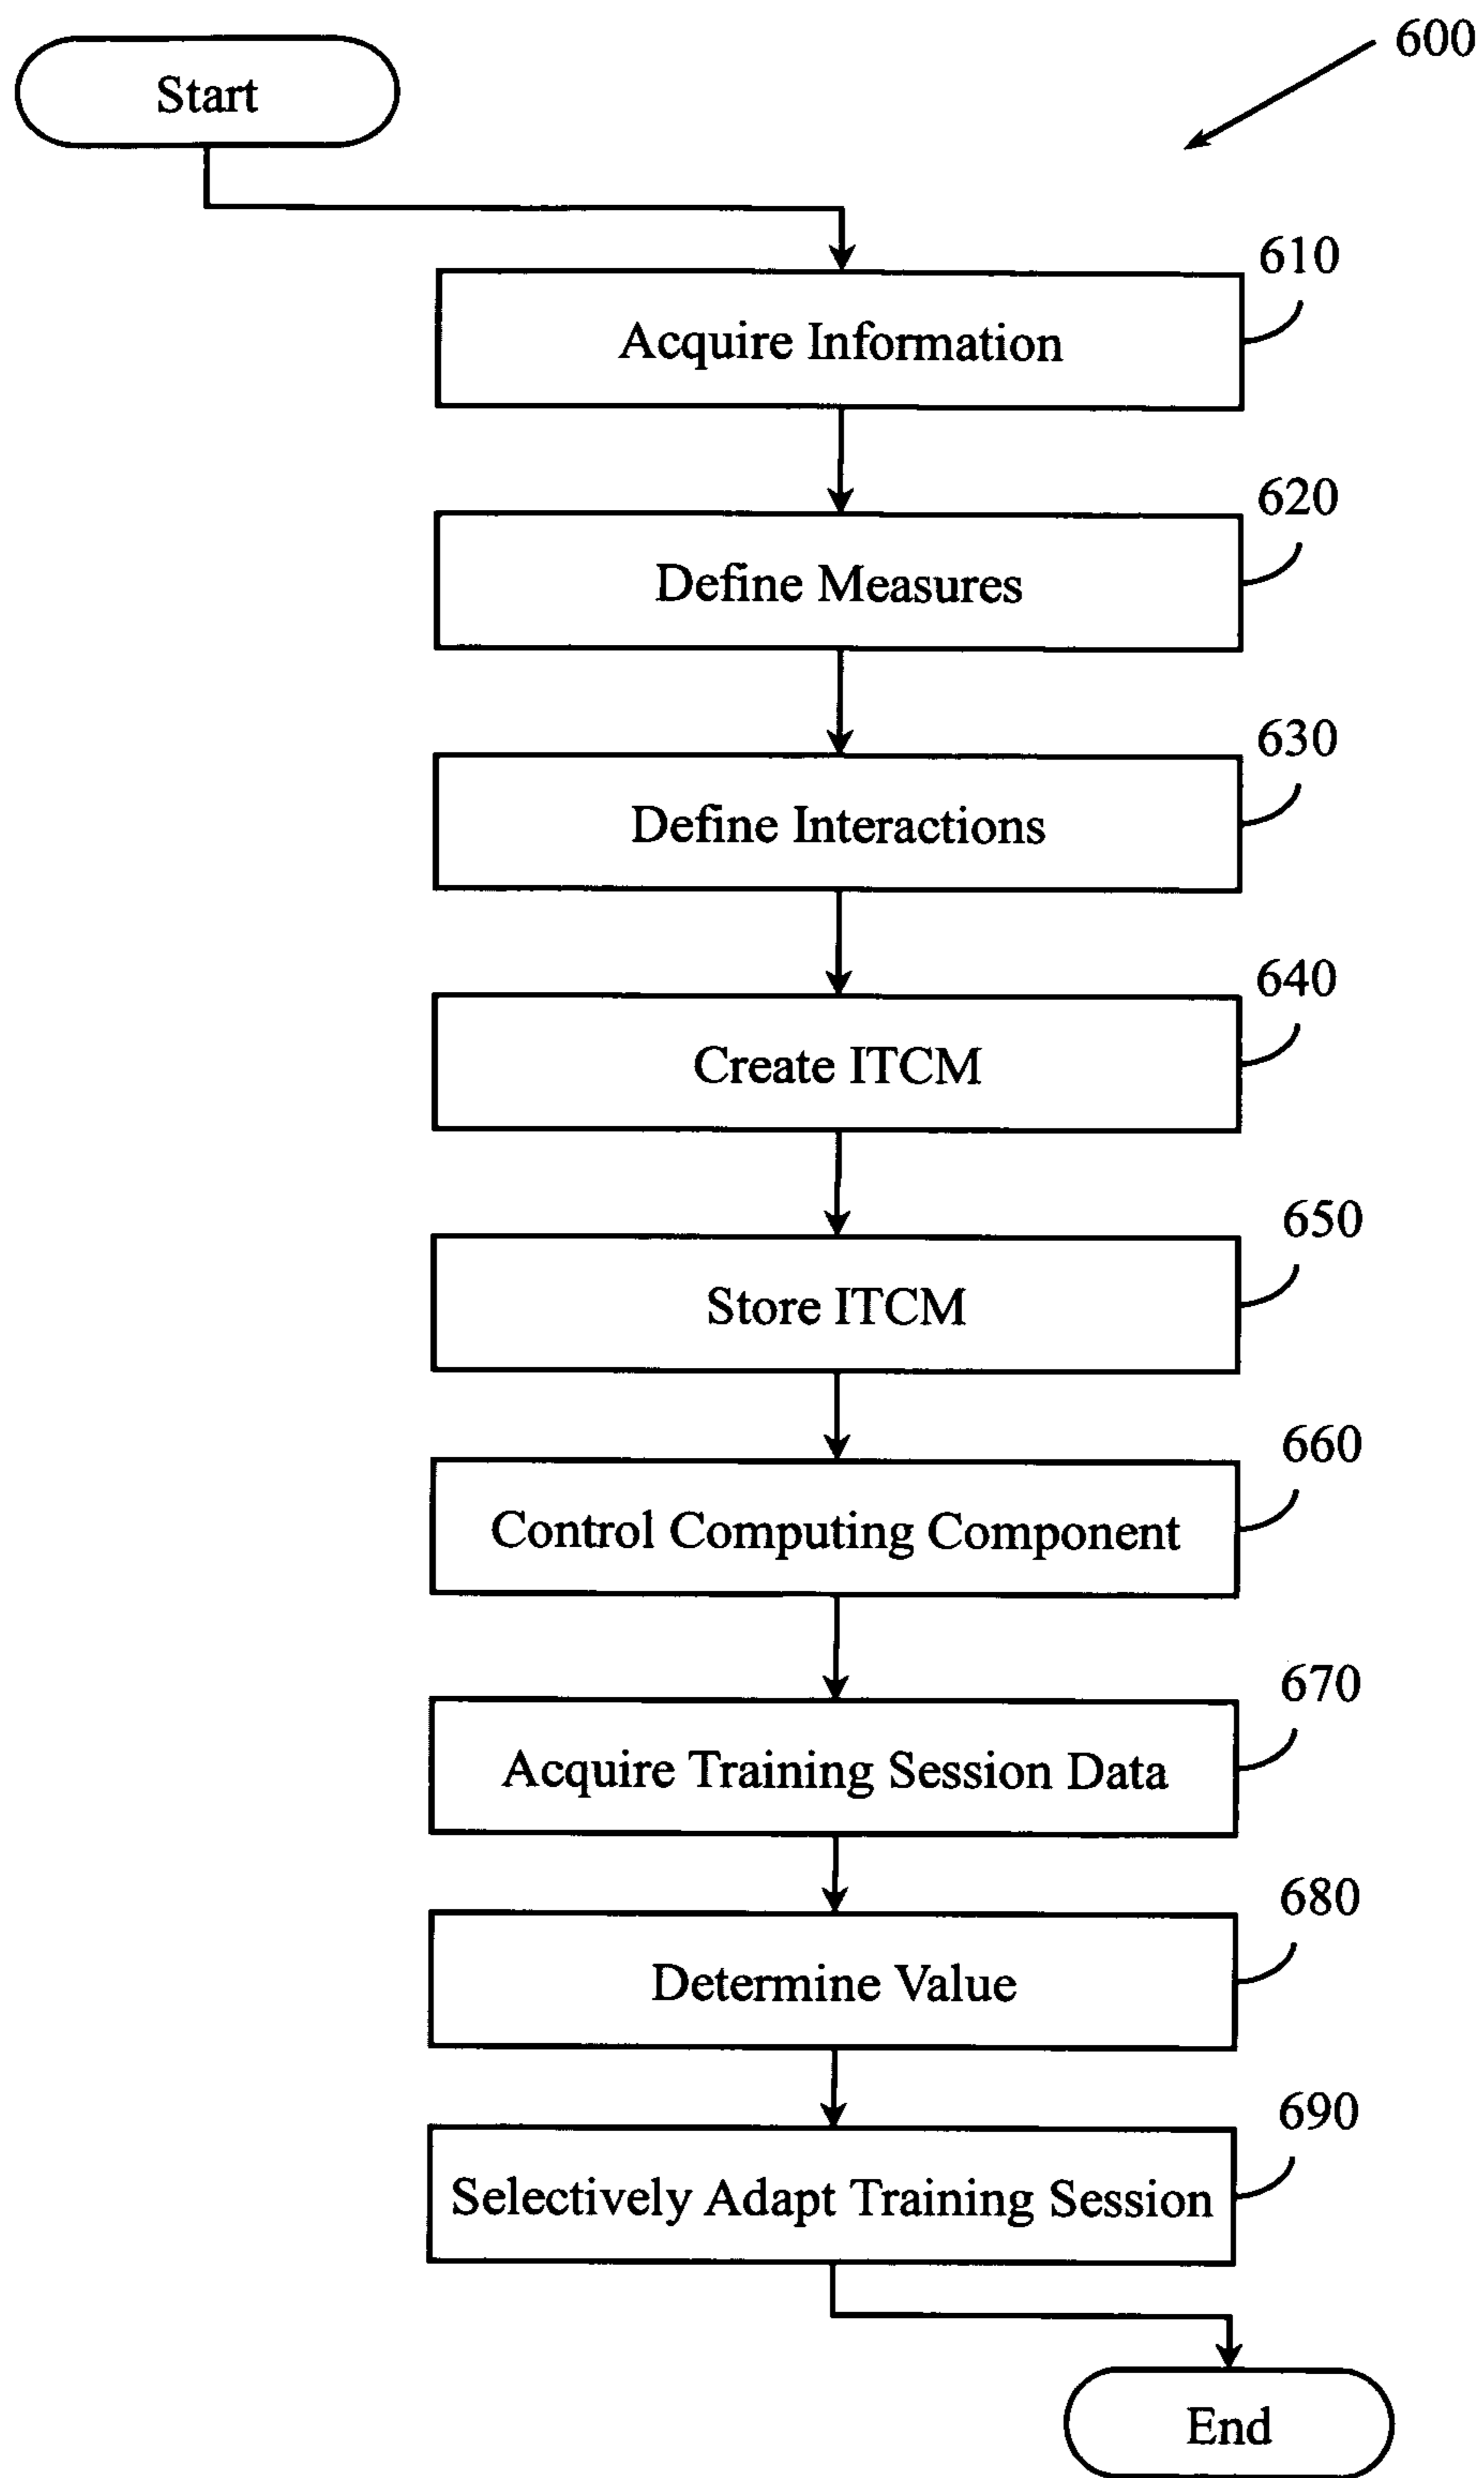 600
Start
610
Acquire Information
620
Define Measures
630
Define Interactions
640
Create ITCM
650
Store ITCM
660
Control Computing Component
670
Acquire Training Session Data
680
Determine Value
690
Selectively Adapt Training Session
End